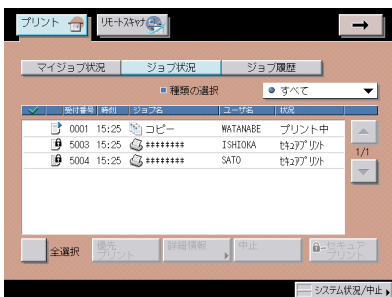 プリント リモートスキャナ
マイジョブ状況 ジョブ状況 ジョブ履歴
種類の選択 すべて
受付番号 時刻 ジョブ名 ユーザ名 状況
0001 15:25 コピー WATANABE プリント中
5003 15:25 ******** ISHIOKA セキュアプリント
5004 15:25 ******** SATO セキュアプリント
1/1
全選択 優先プリント 詳細情報 中止 セキュアプリント
システム状況/中止